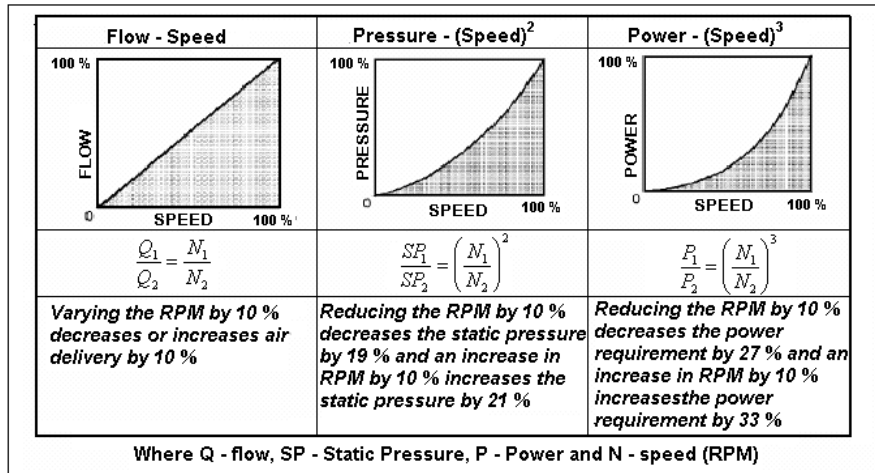 Flow - Speed
Pressure - (Speed)²
Power - (Speed)³
100 %
FLOW
0
SPEED
100 %
100 %
PRESSURE
0
SPEED
100 %
100 %
POWER
0
SPEED
100 %
Q₁/Q₂ = N₁/N₂
SP₁/SP₂ = (N₁/N₂)²
P₁/P₂ = (N₁/N₂)³
Varying the RPM by 10 %
decreases or increases air
delivery by 10 %
Reducing the RPM by 10 %
decreases the static pressure
by 19 % and an increase in
RPM by 10 % increases the
static pressure by 21 %
Reducing the RPM by 10 %
decreases the power
requirement by 27 % and an
increase in RPM by 10 %
increasesthe power
requirement by 33 %
Where Q - flow, SP - Static Pressure, P - Power and N - speed (RPM)